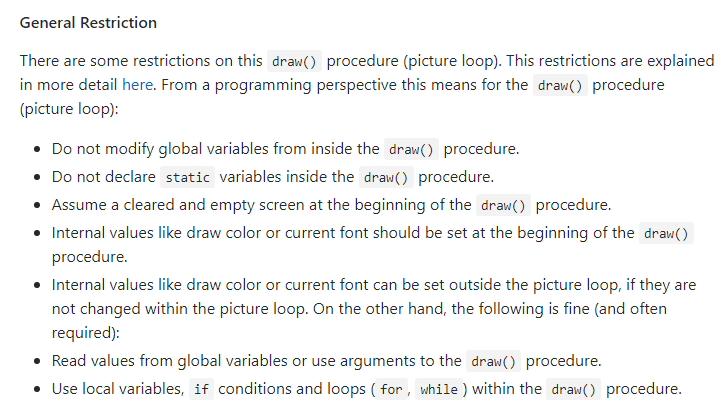 General Restriction
There are some restrictions on this draw() procedure (picture loop). This restrictions are explained
in more detail here. From a programming perspective this means for the draw() procedure
(picture loop):
• Do not modify global variables from inside the draw() procedure.
• Do not declare static variables inside the draw() procedure.
• Assume a cleared and empty screen at the beginning of the draw() procedure.
• Internal values like draw color or current font should be set at the beginning of the draw()
procedure.
• Internal values like draw color or current font can be set outside the picture loop, if they are
not changed within the picture loop. On the other hand, the following is fine (and often
required):
• Read values from global variables or use arguments to the draw() procedure.
• Use local variables, if conditions and loops ( for , while ) within the draw() procedure.